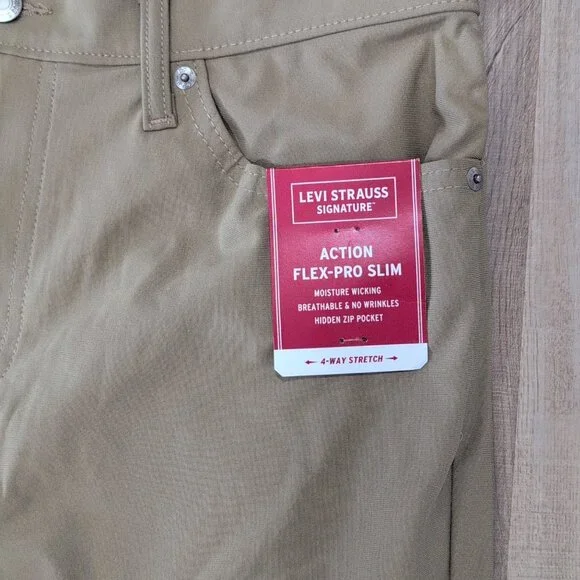 LEVI STRAUSS
SIGNATURE™
ACTION
FLEX-PRO SLIM
MOISTURE WICKING
BREATHABLE & NO WRINKLES
HIDDEN ZIP POCKET
← 4-WAY STRETCH →